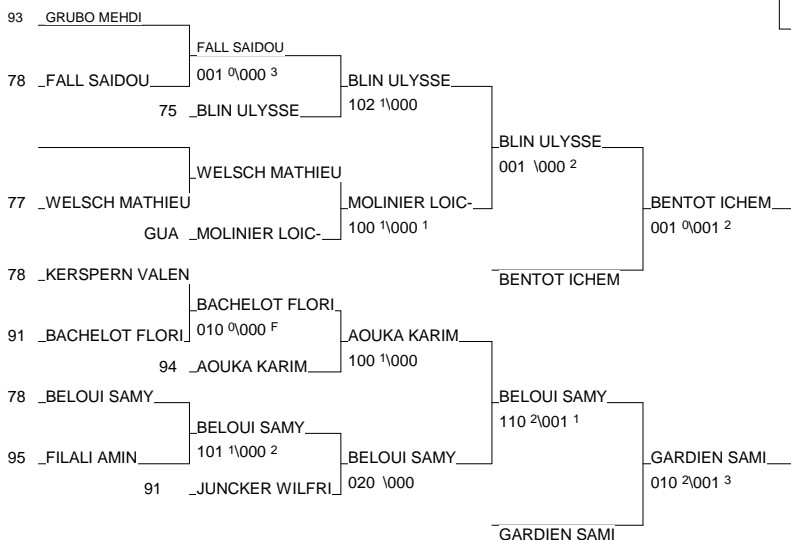 93 GRUBO MEHDI
FALL SAIDOU
001 0\000 3
78 FALL SAIDOU
BLIN ULYSSE
102 1\000
75 BLIN ULYSSE
BLIN ULYSSE
001 \000 2
WELSCH MATHIEU
77 WELSCH MATHIEU
MOLINIER LOIC-
100 1\000 1
BENTOT ICHEM
001 0\001 2
GUA MOLINIER LOIC-
78 KERSPERN VALEN
BENTOT ICHEM
BACHELOT FLORI
010 0\000 F
91 BACHELOT FLORI
AOUKA KARIM
100 1\000
94 AOUKA KARIM
78 BELOUI SAMY
BELOUI SAMY
110 2\001 1
BELOUI SAMY
101 1\000 2
95 FILALI AMIN
BELOUI SAMY
020 \000
GARDIEN SAMI
010 2\001 3
91 JUNCKER WILFRI
GARDIEN SAMI